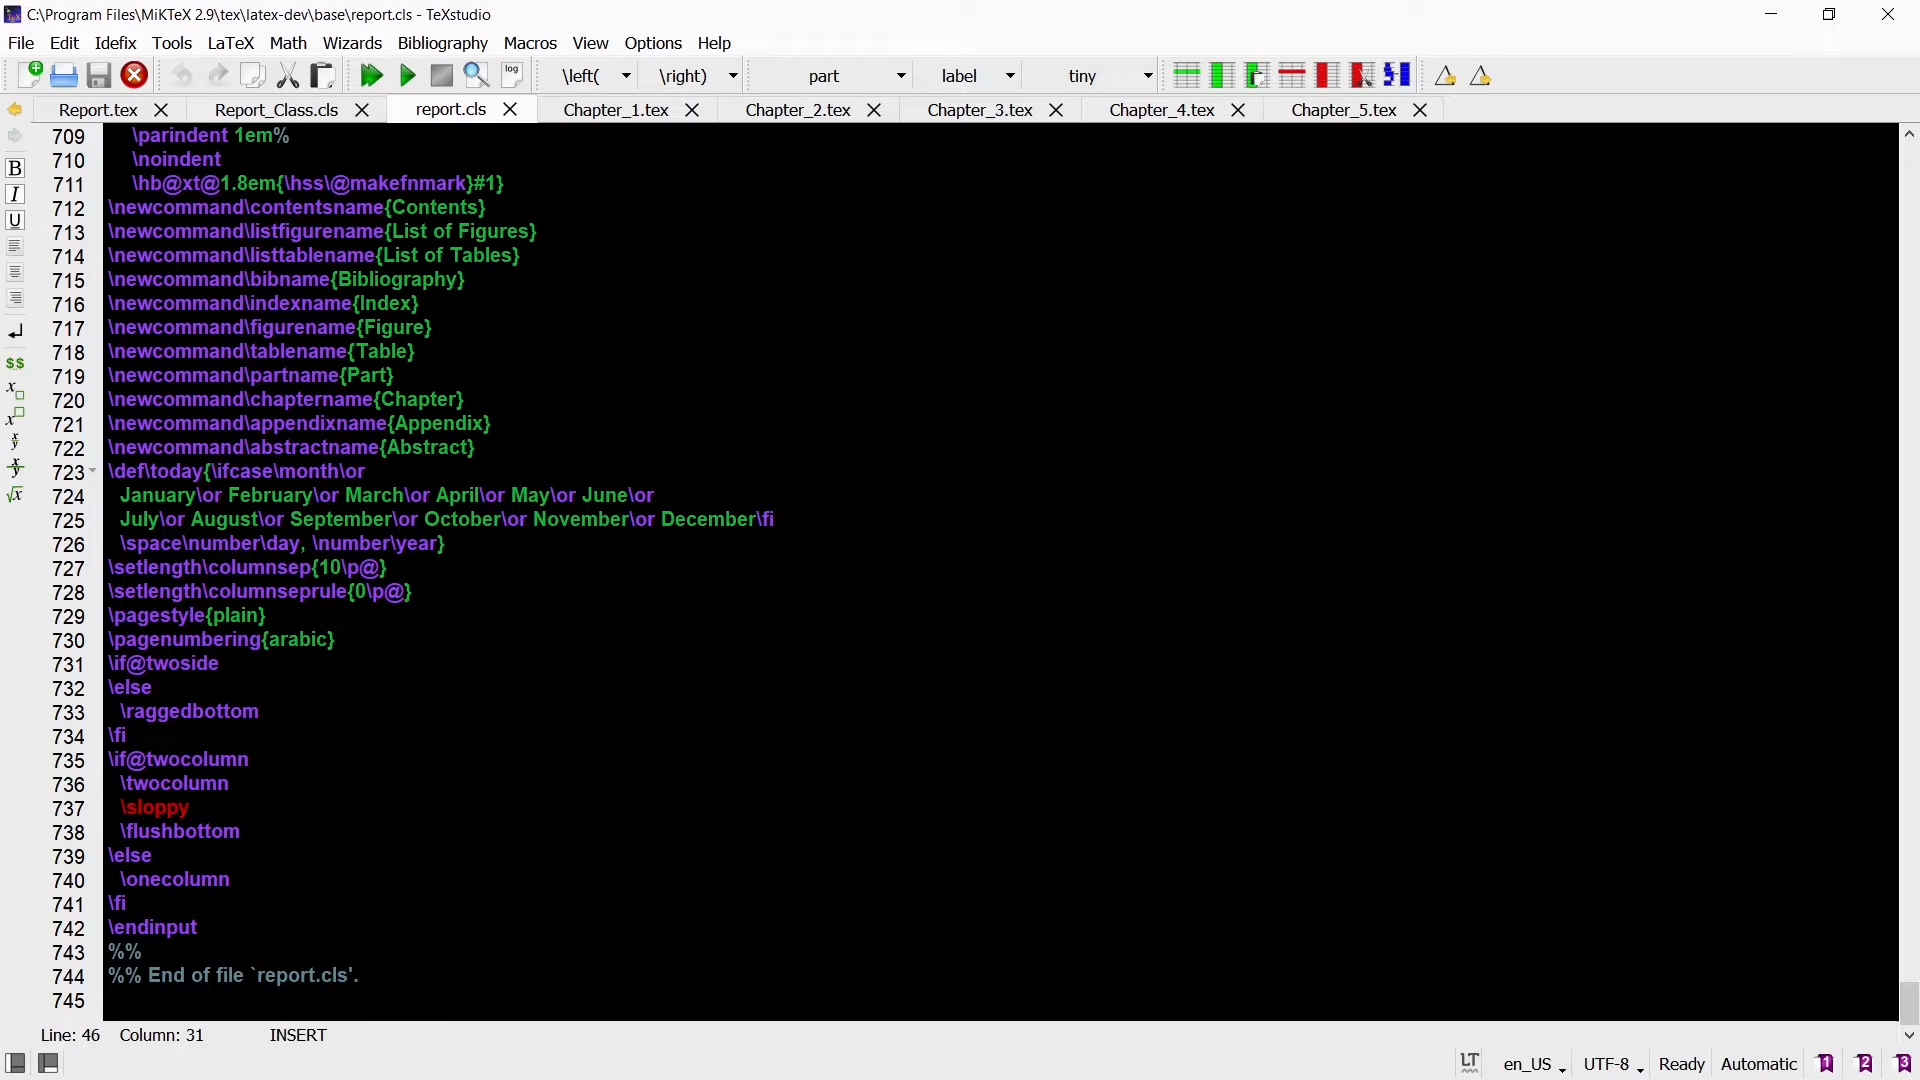 C:\Program Files\MiKTeX 2.9\tex\latex-dev\base\report.cls - TeXstudio
File Edit Idefix Tools LaTeX Math Wizards Bibliography Macros View Options Help
log \left( \right) part label tiny
Report.tex Report_Class.cls report.cls Chapter_1.tex Chapter_2.tex Chapter_3.tex Chapter_4.tex Chapter_5.tex
709 \parindent 1em%
710 \noindent
711 \hb@xt@1.8em{\hss\@makefnmark}#1}
712 \newcommand\contentsname{Contents}
713 \newcommand\listfigurename{List of Figures}
714 \newcommand\listtablename{List of Tables}
715 \newcommand\bibname{Bibliography}
716 \newcommand\indexname{Index}
717 \newcommand\figurename{Figure}
718 \newcommand\tablename{Table}
719 \newcommand\partname{Part}
720 \newcommand\chaptername{Chapter}
721 \newcommand\appendixname{Appendix}
722 \newcommand\abstractname{Abstract}
723 \def\today{\ifcase\month\or
724 January\or February\or March\or April\or May\or June\or
725 July\or August\or September\or October\or November\or December\fi
726 \space\number\day, \number\year}
727 \setlength\columnsep{10\p@}
728 \setlength\columnseprule{0\p@}
729 \pagestyle{plain}
730 \pagenumbering{arabic}
731 \if@twoside
732 \else
733 \raggedbottom
734 \fi
735 \if@twocolumn
736 \twocolumn
737 \sloppy
738 \flushbottom
739 \else
740 \onecolumn
741 \fi
742 \endinput
743 %%
744 %% End of file `report.cls'.
745
Line: 46 Column: 31 INSERT
LT en_US UTF-8 Ready Automatic 1 2 3